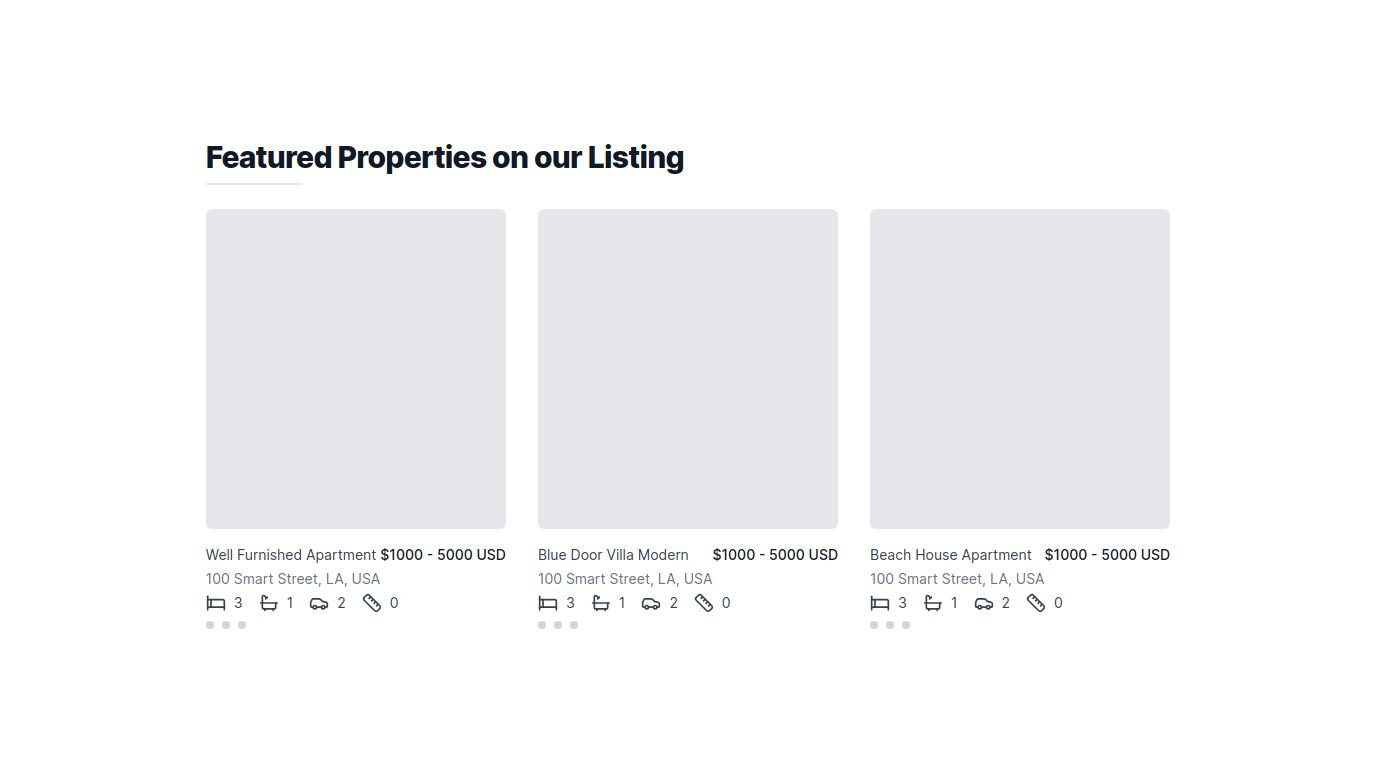 Featured Properties on our Listing
Well Furnished Apartment $1000 - 5000 USD
100 Smart Street, LA, USA
3 1 2 0
Blue Door Villa Modern $1000 - 5000 USD
100 Smart Street, LA, USA
3 1 2 0
Beach House Apartment $1000 - 5000 USD
100 Smart Street, LA, USA
3 1 2 0